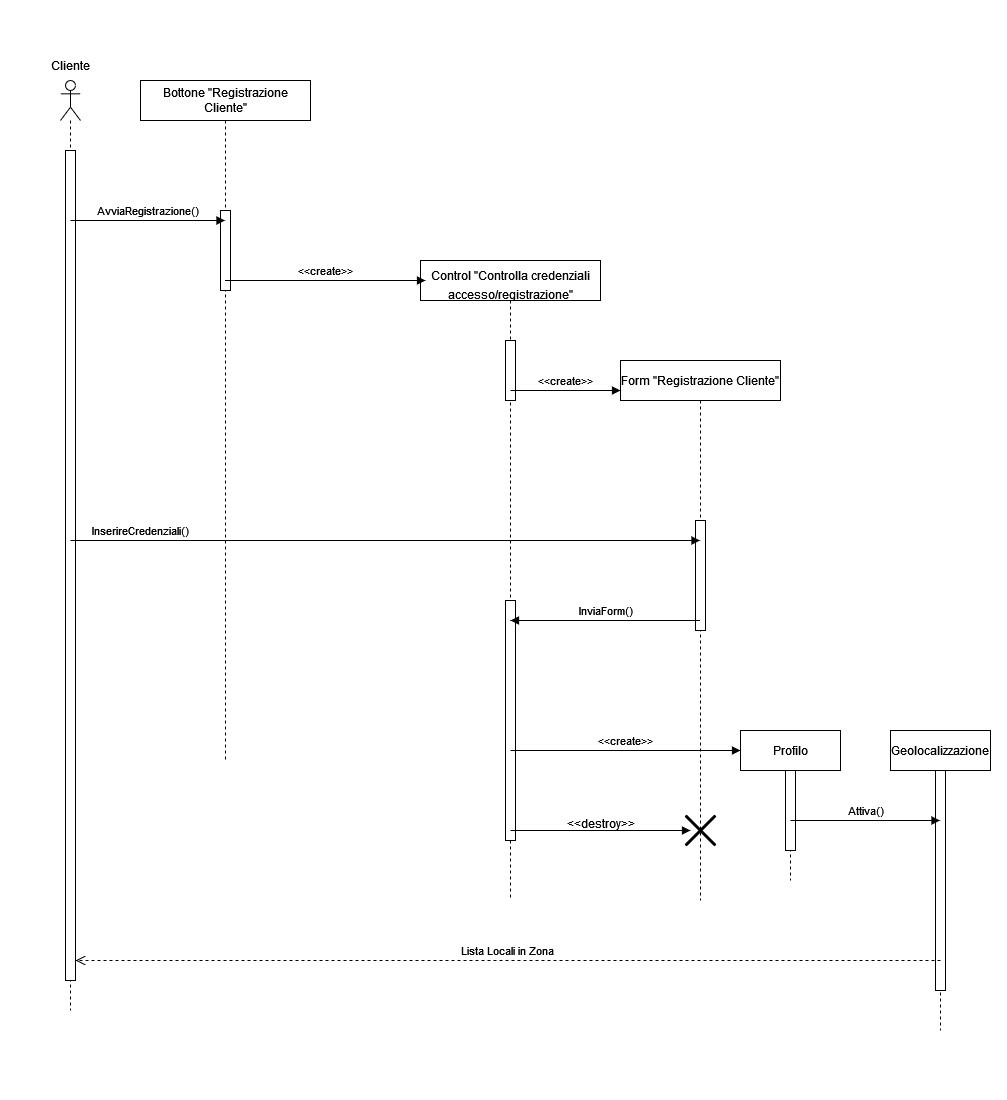 Cliente
Bottone "Registrazione
Cliente"
AvviaRegistrazione()
<<create>>
Control "Controlla credenziali
accesso/registrazione"
<<create>>
Form "Registrazione Cliente"
InserireCredenziali()
InviaForm()
<<create>>
Profilo
Geolocalizzazione
Attiva()
<<destroy>>
Lista Locali in Zona